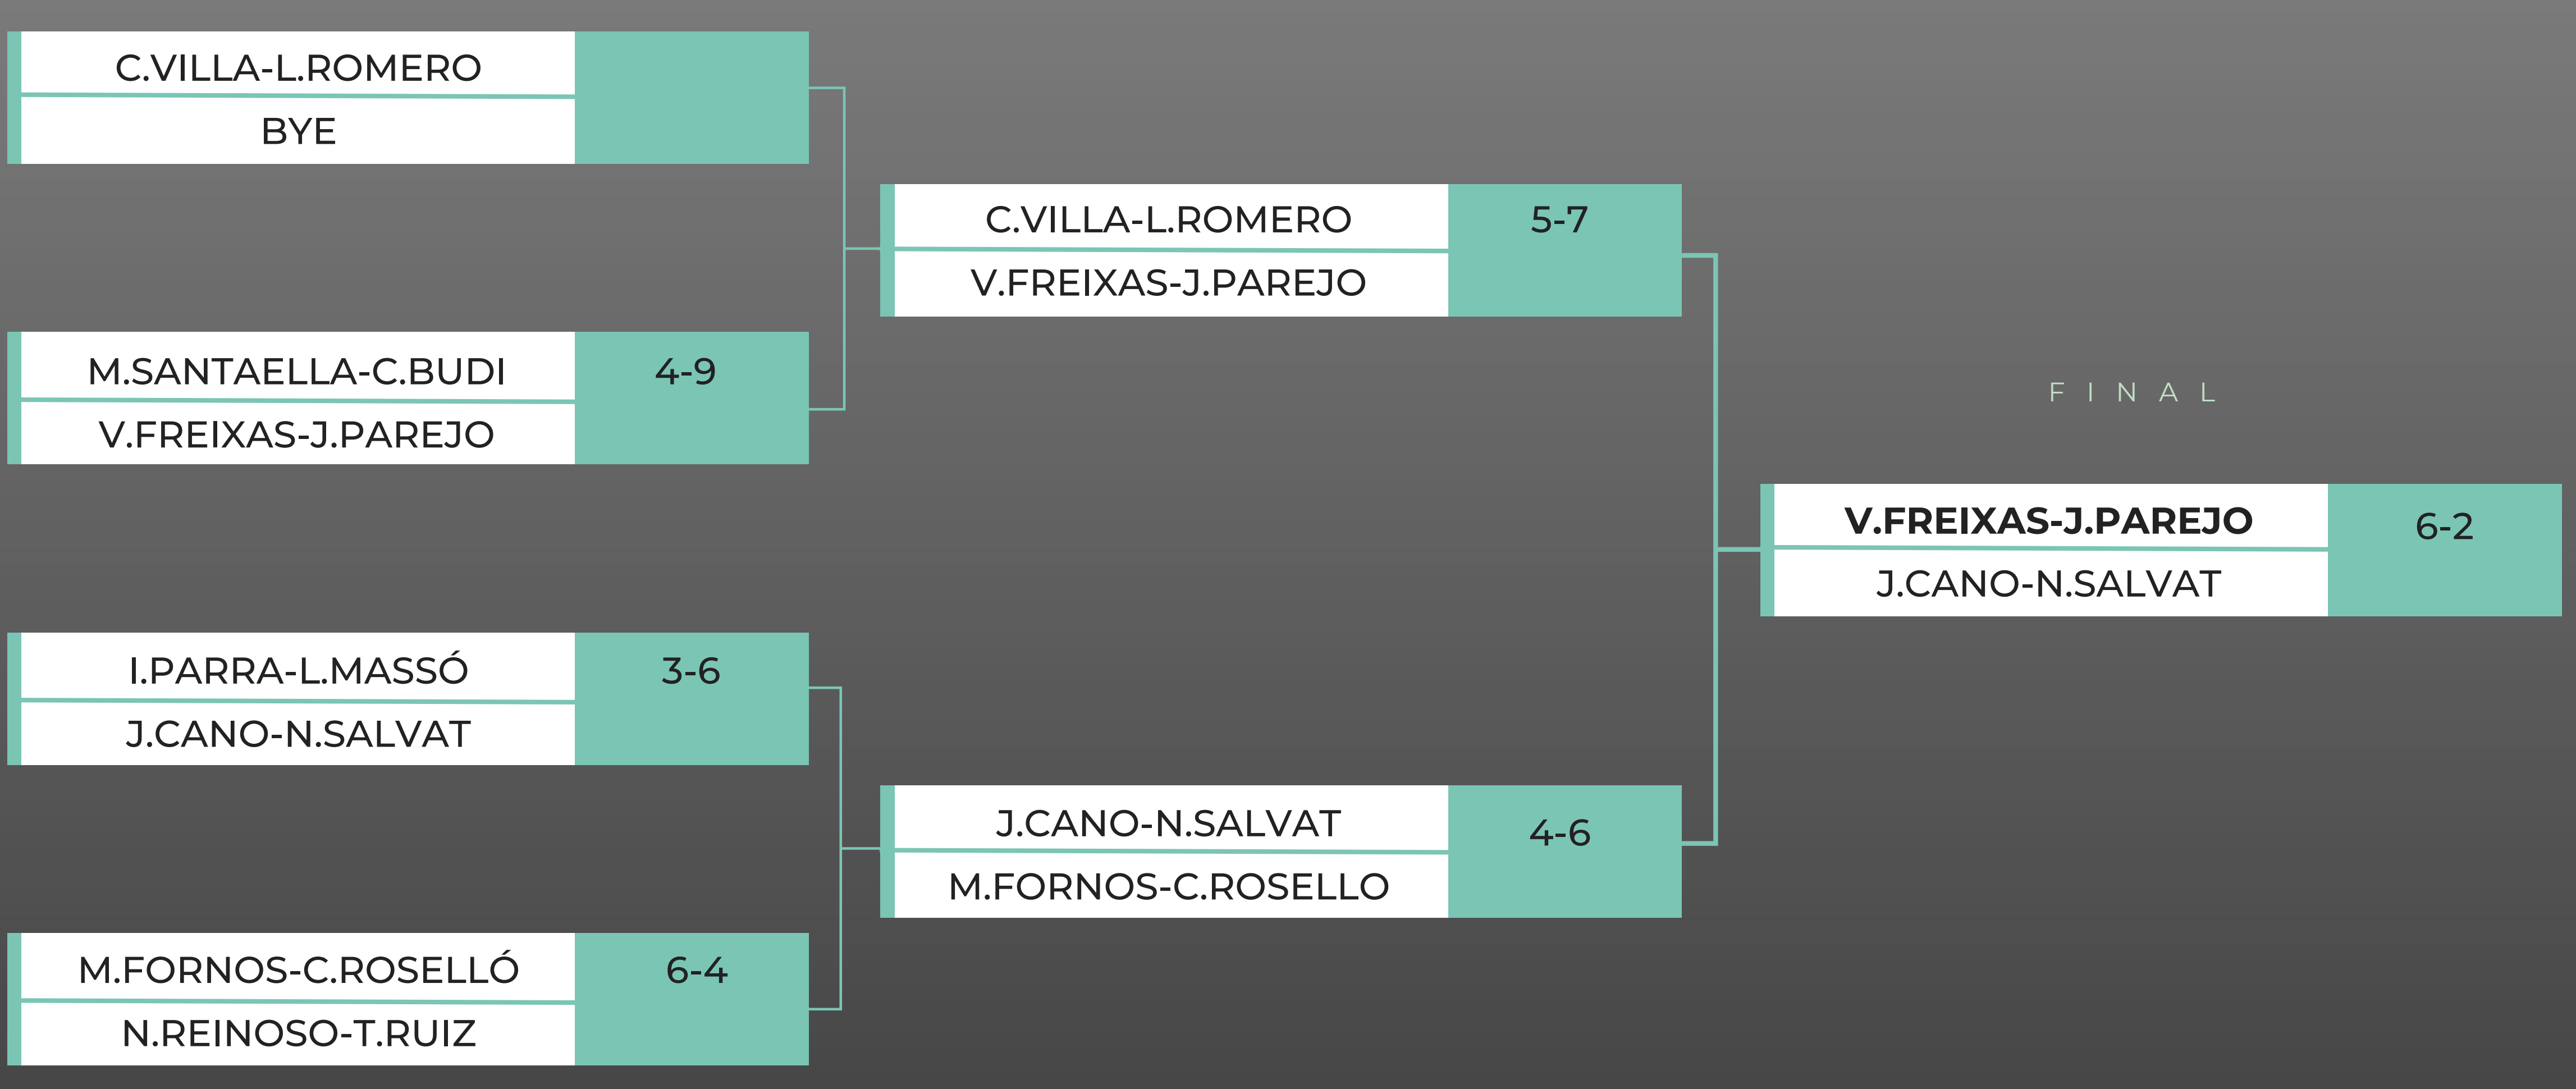 C.VILLA-L.ROMERO
BYE
M.SANTAELLA-C.BUDI
4-9
V.FREIXAS-J.PAREJO
I.PARRA-L.MASSÓ
3-6
J.CANO-N.SALVAT
M.FORNOS-C.ROSELLÓ
6-4
N.REINOSO-T.RUIZ
C.VILLA-L.ROMERO
5-7
V.FREIXAS-J.PAREJO
J.CANO-N.SALVAT
4-6
M.FORNOS-C.ROSELLO
FINAL
V.FREIXAS-J.PAREJO
6-2
J.CANO-N.SALVAT